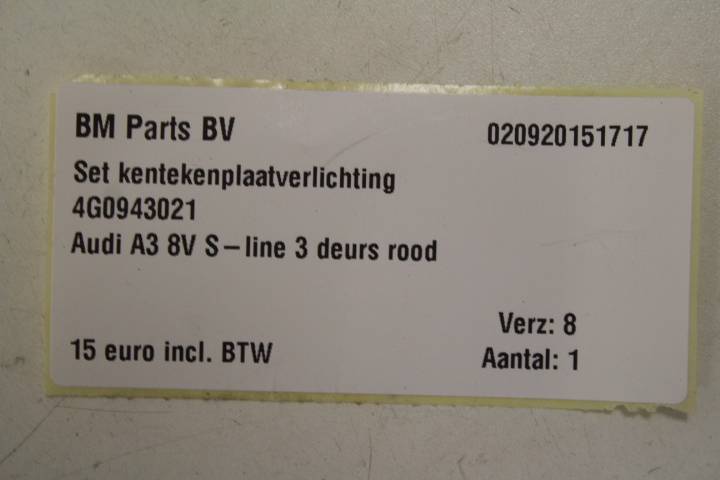 BM Parts BV 020920151717
Set kentekenplaatverlichting
4G0943021
Audi A3 8V S-line 3 deurs rood
Verz: 8
15 euro incl. BTW Aantal: 1